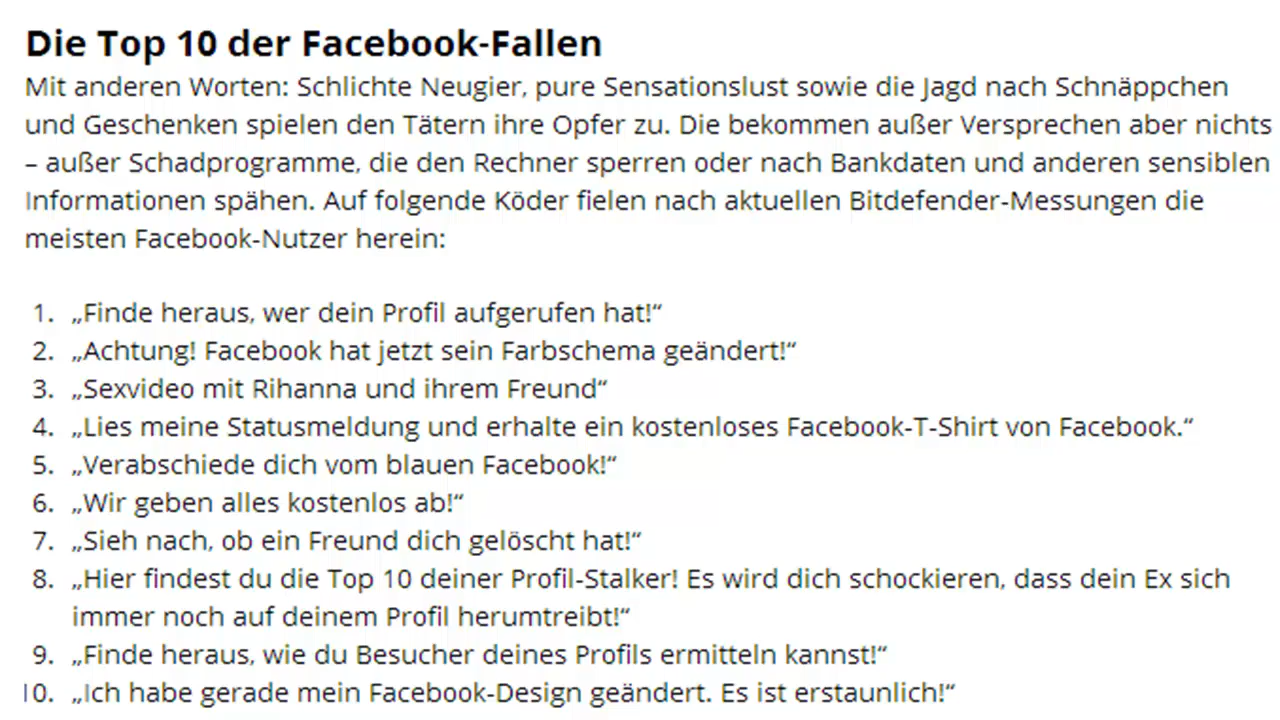 Die Top 10 der Facebook-Fallen
Mit anderen Worten: Schlichte Neugier, pure Sensationslust sowie die Jagd nach Schnäppchen
und Geschenken spielen den Tätern ihre Opfer zu. Die bekommen außer Versprechen aber nichts
– außer Schadprogramme, die den Rechner sperren oder nach Bankdaten und anderen sensiblen
Informationen spähen. Auf folgende Köder fielen nach aktuellen Bitdefender-Messungen die
meisten Facebook-Nutzer herein:
1. „Finde heraus, wer dein Profil aufgerufen hat!“
2. „Achtung! Facebook hat jetzt sein Farbschema geändert!“
3. „Sexvideo mit Rihanna und ihrem Freund“
4. „Lies meine Statusmeldung und erhalte ein kostenloses Facebook-T-Shirt von Facebook.“
5. „Verabschiede dich vom blauen Facebook!“
6. „Wir geben alles kostenlos ab!“
7. „Sieh nach, ob ein Freund dich gelöscht hat!“
8. „Hier findest du die Top 10 deiner Profil-Stalker! Es wird dich schockieren, dass dein Ex sich
immer noch auf deinem Profil herumtreibt!“
9. „Finde heraus, wie du Besucher deines Profils ermitteln kannst!“
10. „Ich habe gerade mein Facebook-Design geändert. Es ist erstaunlich!“